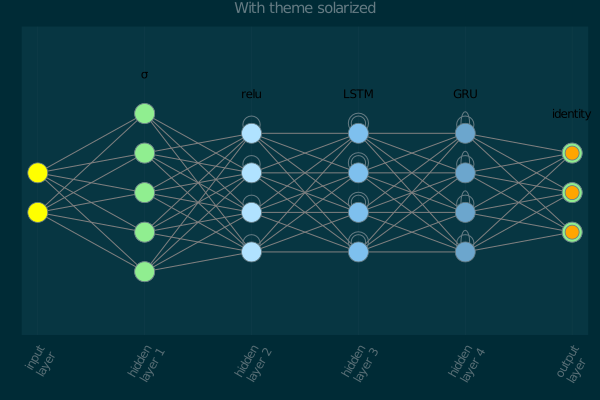 With theme solarized
σ
relu
LSTM
GRU
identity
input
layer
hidden
layer 1
hidden
layer 2
hidden
layer 3
hidden
layer 4
output
layer